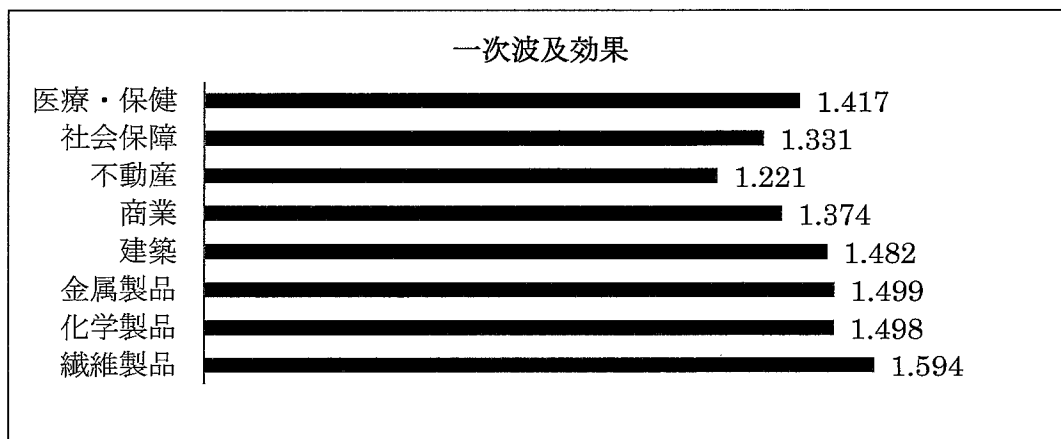 一次波及効果
医療・保健 1.417
社会保障 1.331
不動産 1.221
商業 1.374
建築 1.482
金属製品 1.499
化学製品 1.498
繊維製品 1.594